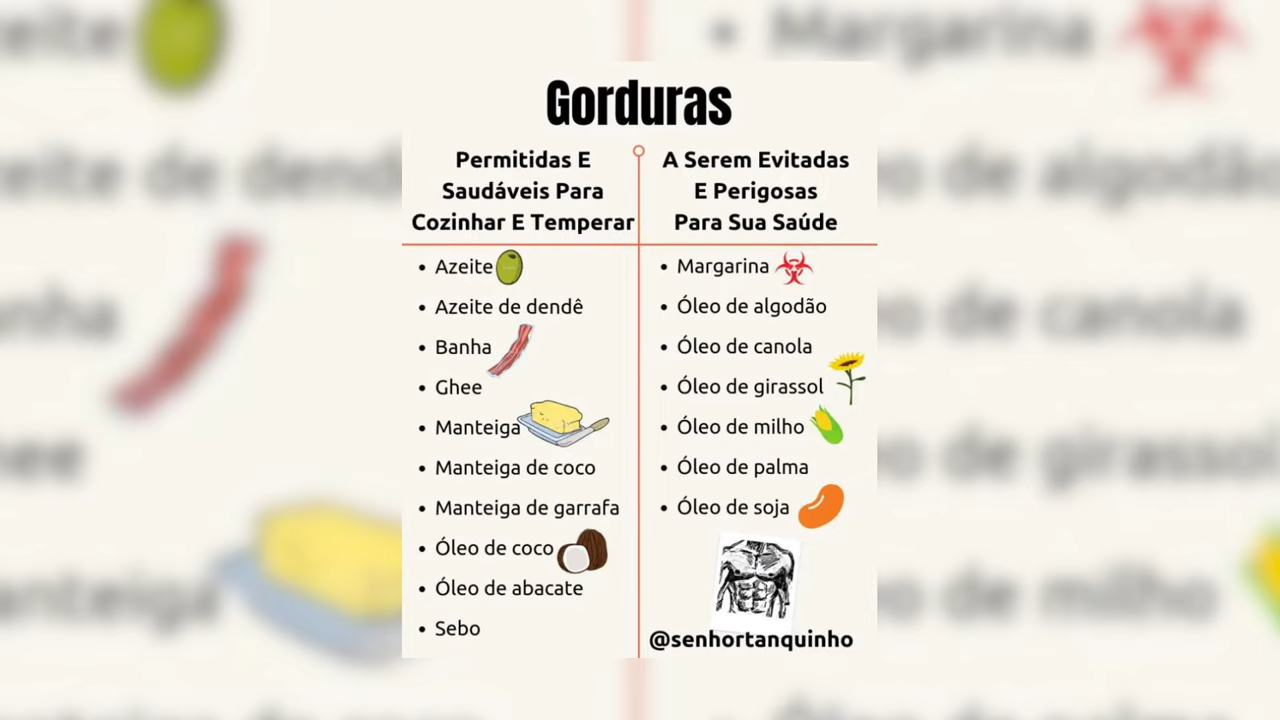 Gorduras
Permitidas E
Saudáveis Para
Cozinhar E Temperar
• Azeite
• Azeite de dendê
• Banha
• Ghee
• Manteiga
• Manteiga de coco
• Manteiga de garrafa
• Óleo de coco
• Óleo de abacate
• Sebo
A Serem Evitadas
E Perigosas
Para Sua Saúde
• Margarina
• Óleo de algodão
• Óleo de canola
• Óleo de girassol
• Óleo de milho
• Óleo de palma
• Óleo de soja
@senhortanquinho